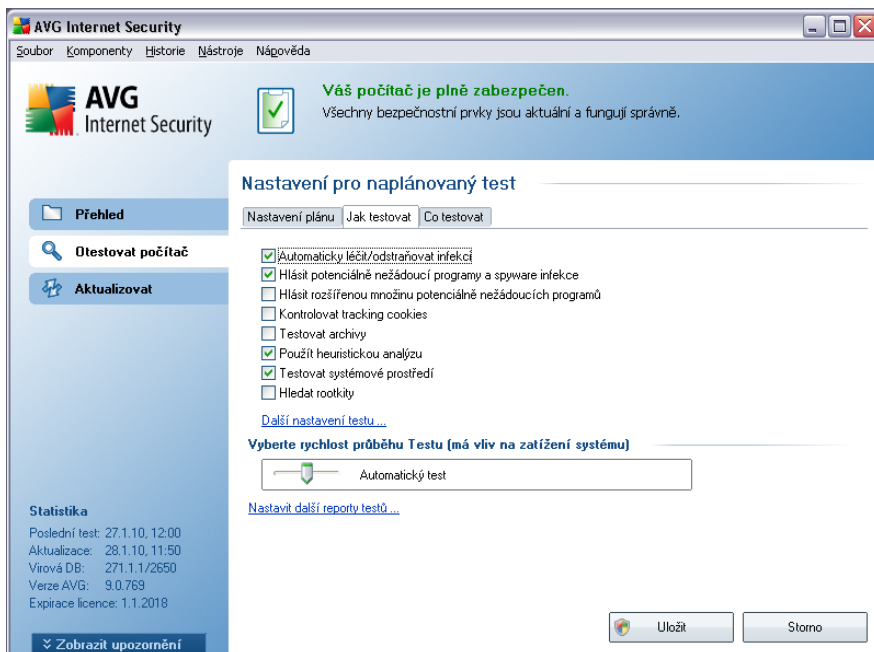 AVG Internet Security
Soubor Komponenty Historie Nástroje Nápověda
AVG
Internet Security
Váš počítač je plně zabezpečen.
Všechny bezpečnostní prvky jsou aktuální a fungují správně.
Přehled
Otestovat počítač
Aktualizovat
Nastavení pro naplánovaný test
Nastavení plánu Jak testovat Co testovat
Automaticky léčit/odstraňovat infekci
Hlásit potenciálně nežádoucí programy a spyware infekce
Hlásit rozšířenou množinu potenciálně nežádoucích programů
Kontrolovat tracking cookies
Testovat archivy
Použít heuristickou analýzu
Testovat systémové prostředí
Hledat rootkity
Další nastavení testu ...
Vyberte rychlost průběhu Testu (má vliv na zatížení systému)
Automatický test
Nastavit další reporty testů ...
Statistika
Poslední test: 27.1.10, 12:00
Aktualizace: 28.1.10, 11:50
Virová DB: 271.1.1/2650
Verze AVG: 9.0.769
Expirace licence: 1.1.2018
Zobrazit upozornění
Uložit Storno